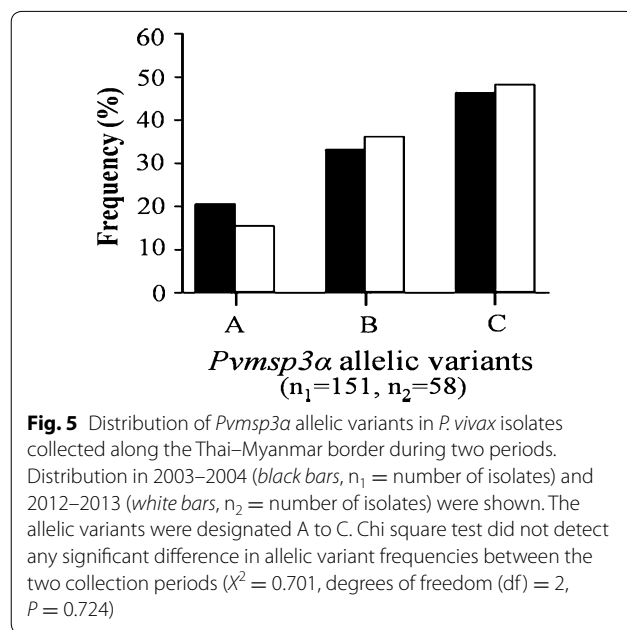 60
50
40
30
20
10
0
Frequency (%)
A B C
Pvmsp3α allelic variants
(n₁=151, n₂=58)
Fig. 5 Distribution of Pvmsp3α allelic variants in P. vivax isolates
collected along the Thai–Myanmar border during two periods.
Distribution in 2003–2004 (black bars, n₁ = number of isolates) and
2012–2013 (white bars, n₂ = number of isolates) were shown. The
allelic variants were designated A to C. Chi square test did not detect
any significant difference in allelic variant frequencies between the
two collection periods (X² = 0.701, degrees of freedom (df) = 2,
P = 0.724)